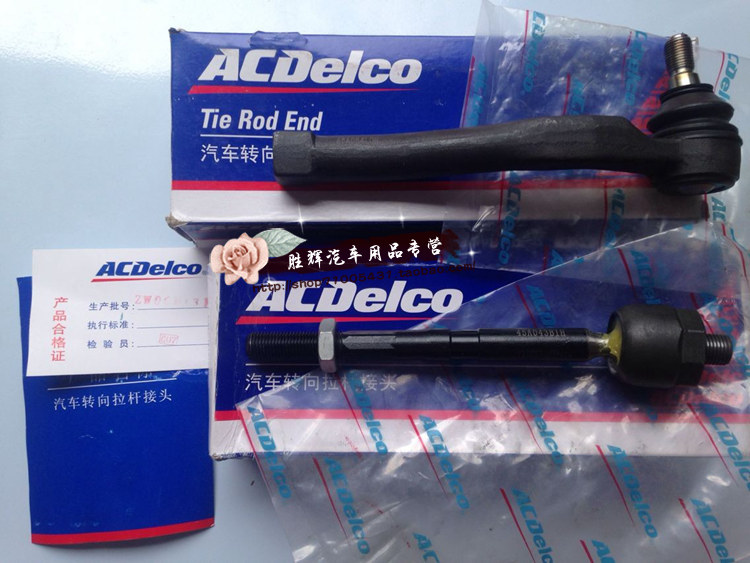 ACDelco
Tie Rod End
汽车转向
胜辉汽车用品专营
ACDelco
汽车转向拉杆接头
ACDelco
产品合格证
生产批号:
执行标准:
检验员:
汽车转向拉杆接头
ACDelco
ACDelco
ACDelco